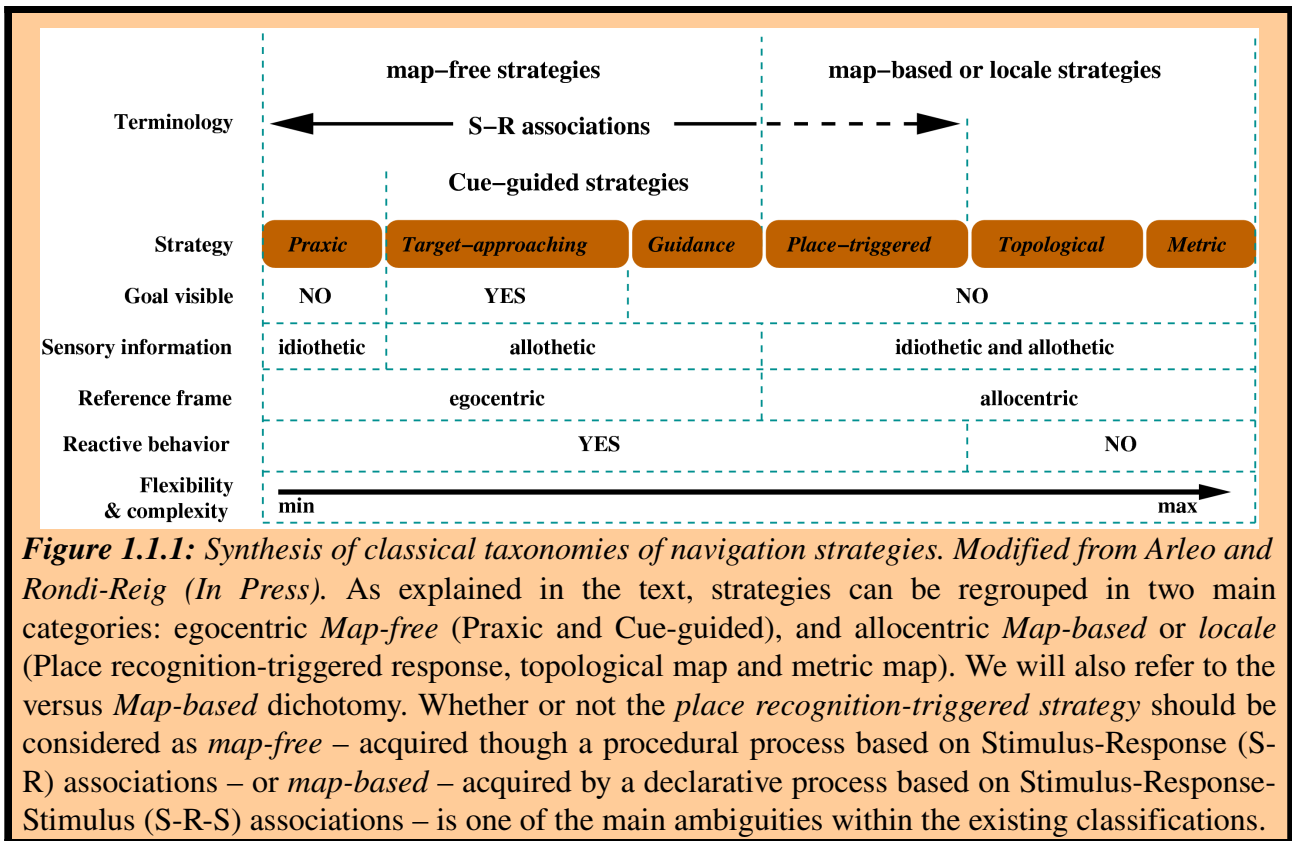 map−free strategies map−based or locale strategies
Terminology S−R associations
Cue−guided strategies
Strategy Praxic Target−approaching Guidance Place−triggered Topological Metric
Goal visible NO YES NO
Sensory information idiothetic allothetic idiothetic and allothetic
Reference frame egocentric allocentric
Reactive behavior YES NO
Flexibility
& complexity min max
Figure 1.1.1: Synthesis of classical taxonomies of navigation strategies. Modified from Arleo and
Rondi-Reig (In Press). As explained in the text, strategies can be regrouped in two main
categories: egocentric Map-free (Praxic and Cue-guided), and allocentric Map-based or locale
(Place recognition-triggered response, topological map and metric map). We will also refer to the
versus Map-based dichotomy. Whether or not the place recognition-triggered strategy should be
considered as map-free – acquired though a procedural process based on Stimulus-Response (S-
R) associations – or map-based – acquired by a declarative process based on Stimulus-Response-
Stimulus (S-R-S) associations – is one of the main ambiguities within the existing classifications.